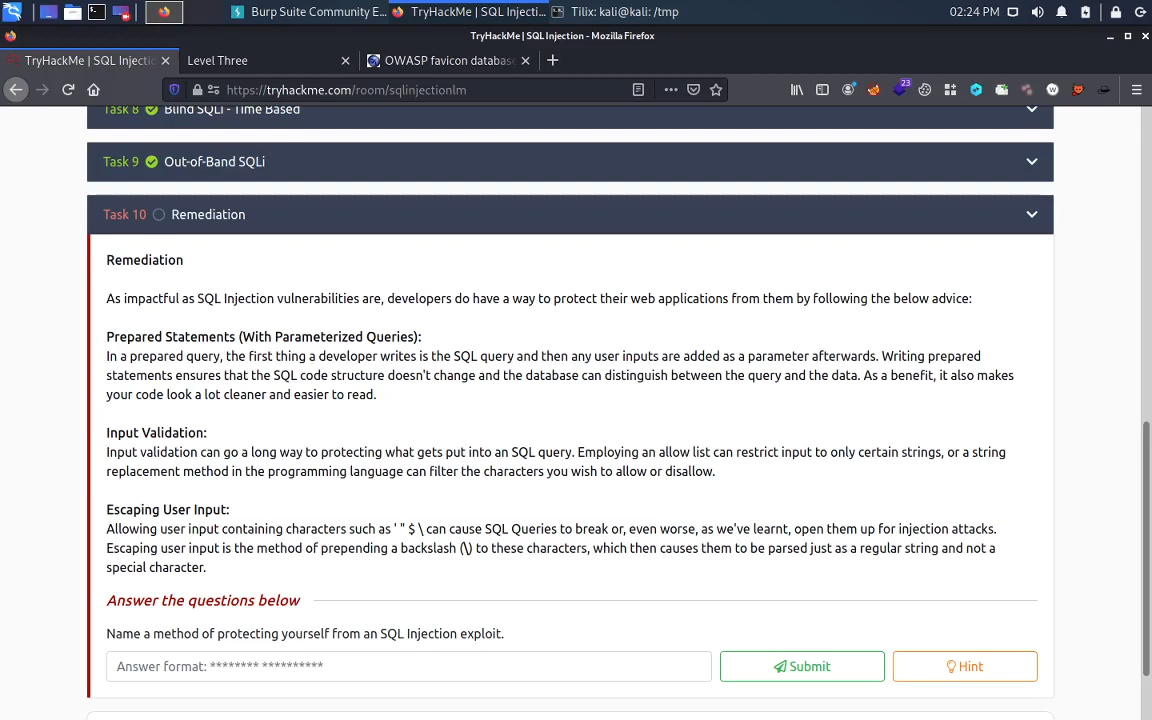 Burp Suite Community E...
TryHackMe | SQL Injecti...
Tilix: kali@kali: /tmp
02:24 PM
TryHackMe | SQL Injection - Mozilla Firefox
TryHackMe | SQL Injectio
Level Three
OWASP favicon databas
https://tryhackme.com/room/sqlinjectionlm
23
Task 8 Blind SQLi - Time Based
Task 9 Out-of-Band SQLi
Task 10 Remediation
Remediation
As impactful as SQL Injection vulnerabilities are, developers do have a way to protect their web applications from them by following the below advice:
Prepared Statements (With Parameterized Queries):
In a prepared query, the first thing a developer writes is the SQL query and then any user inputs are added as a parameter afterwards. Writing prepared
statements ensures that the SQL code structure doesn't change and the database can distinguish between the query and the data. As a benefit, it also makes
your code look a lot cleaner and easier to read.
Input Validation:
Input validation can go a long way to protecting what gets put into an SQL query. Employing an allow list can restrict input to only certain strings, or a string
replacement method in the programming language can filter the characters you wish to allow or disallow.
Escaping User Input:
Allowing user input containing characters such as ' " $ \ can cause SQL Queries to break or, even worse, as we've learnt, open them up for injection attacks.
Escaping user input is the method of prepending a backslash (\) to these characters, which then causes them to be parsed just as a regular string and not a
special character.
Answer the questions below
Name a method of protecting yourself from an SQL Injection exploit.
Answer format: ******** **********
Submit
Hint